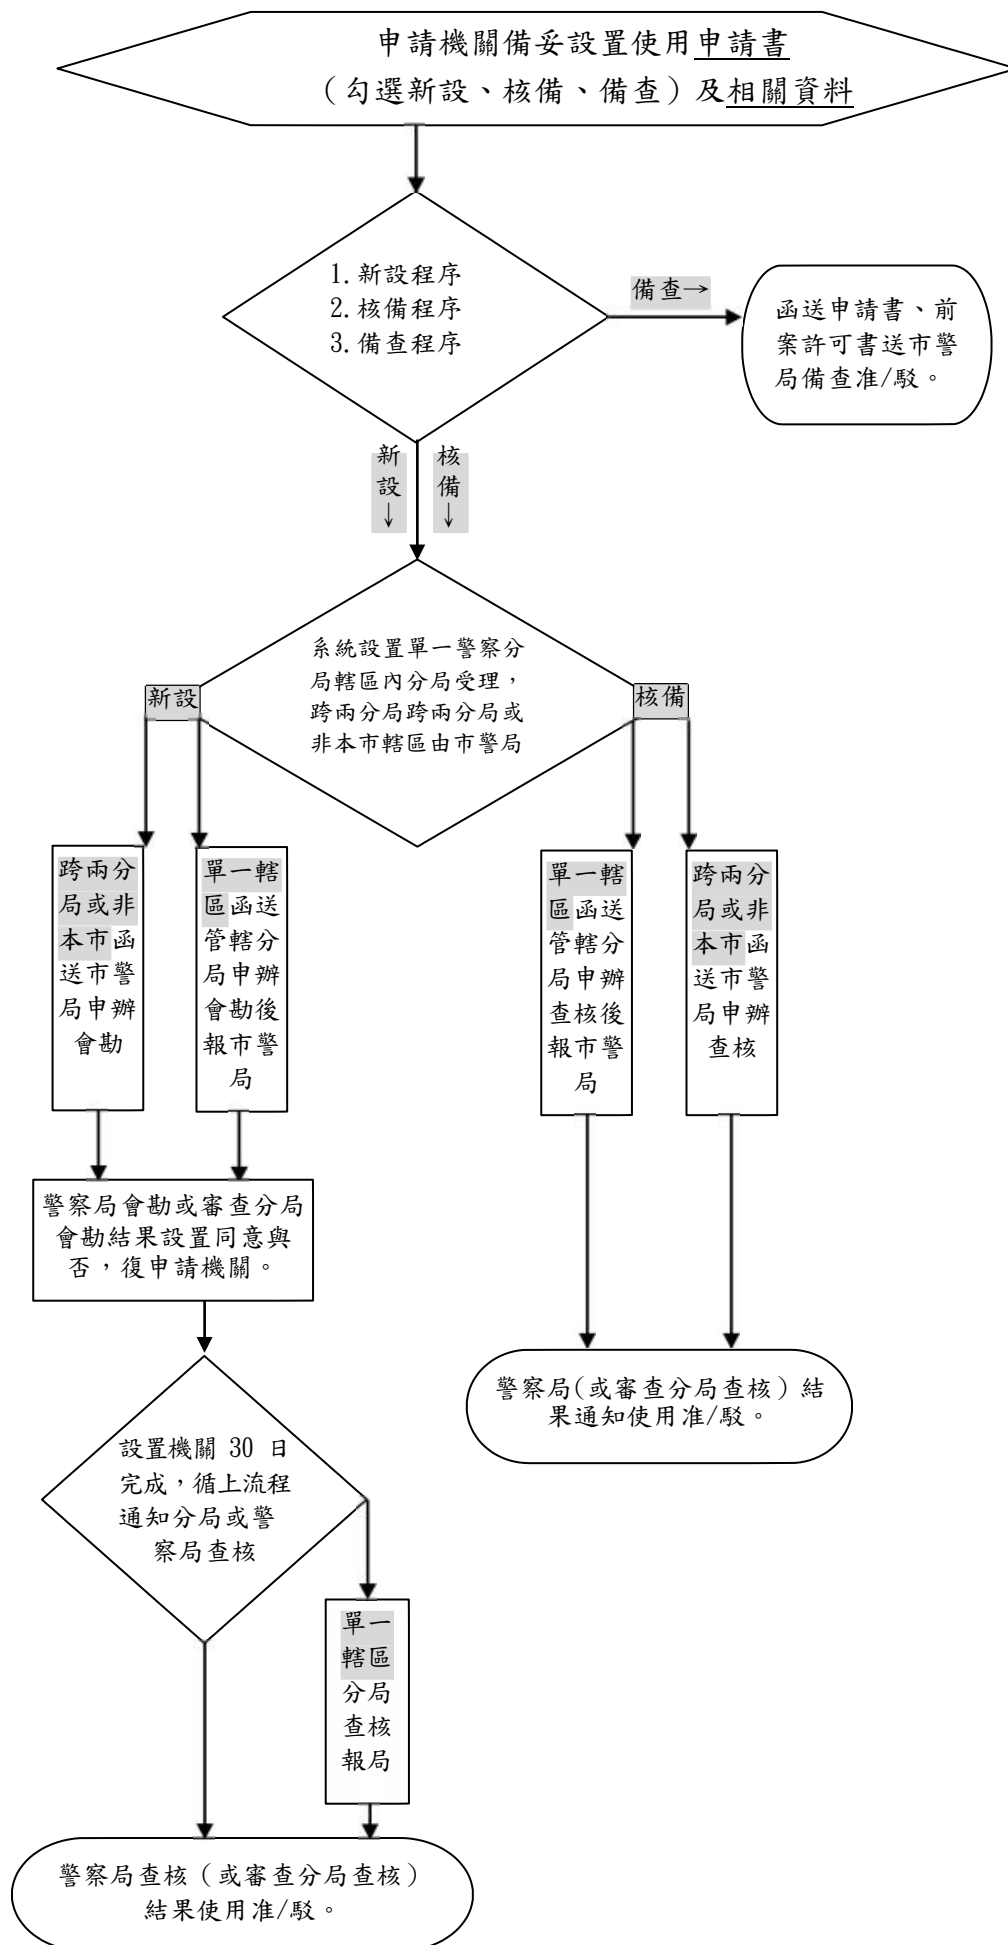 申請機關備妥設置使用申請書
（勾選新設、核備、備查）及相關資料
1.新設程序
2.核備程序
3.備查程序
備查→
函送申請書、前
案許可書送市警
局備查准/駁。
新
設
↓
核
備
↓
系統設置單一警察分
局轄區內分局受理，
跨兩分局跨兩分局或
非本市轄區由市警局
新設
核備
跨兩分
局或非
本市函
送市警
局申辦
會勘
單一轄
區函送
管轄分
局申辦
會勘後
報市警
局
單一轄
區函送
管轄分
局申辦
查核後
報市警
局
跨兩分
局或非
本市函
送市警
局申辦
查核
警察局會勘或審查分局
會勘結果設置同意與
否，復申請機關。
警察局(或審查分局查核）結
果通知使用准/駁。
設置機關 30 日
完成，循上流程
通知分局或警
察局查核
單一
轄區
分局
查核
報局
警察局查核（或審查分局查核）
結果使用准/駁。